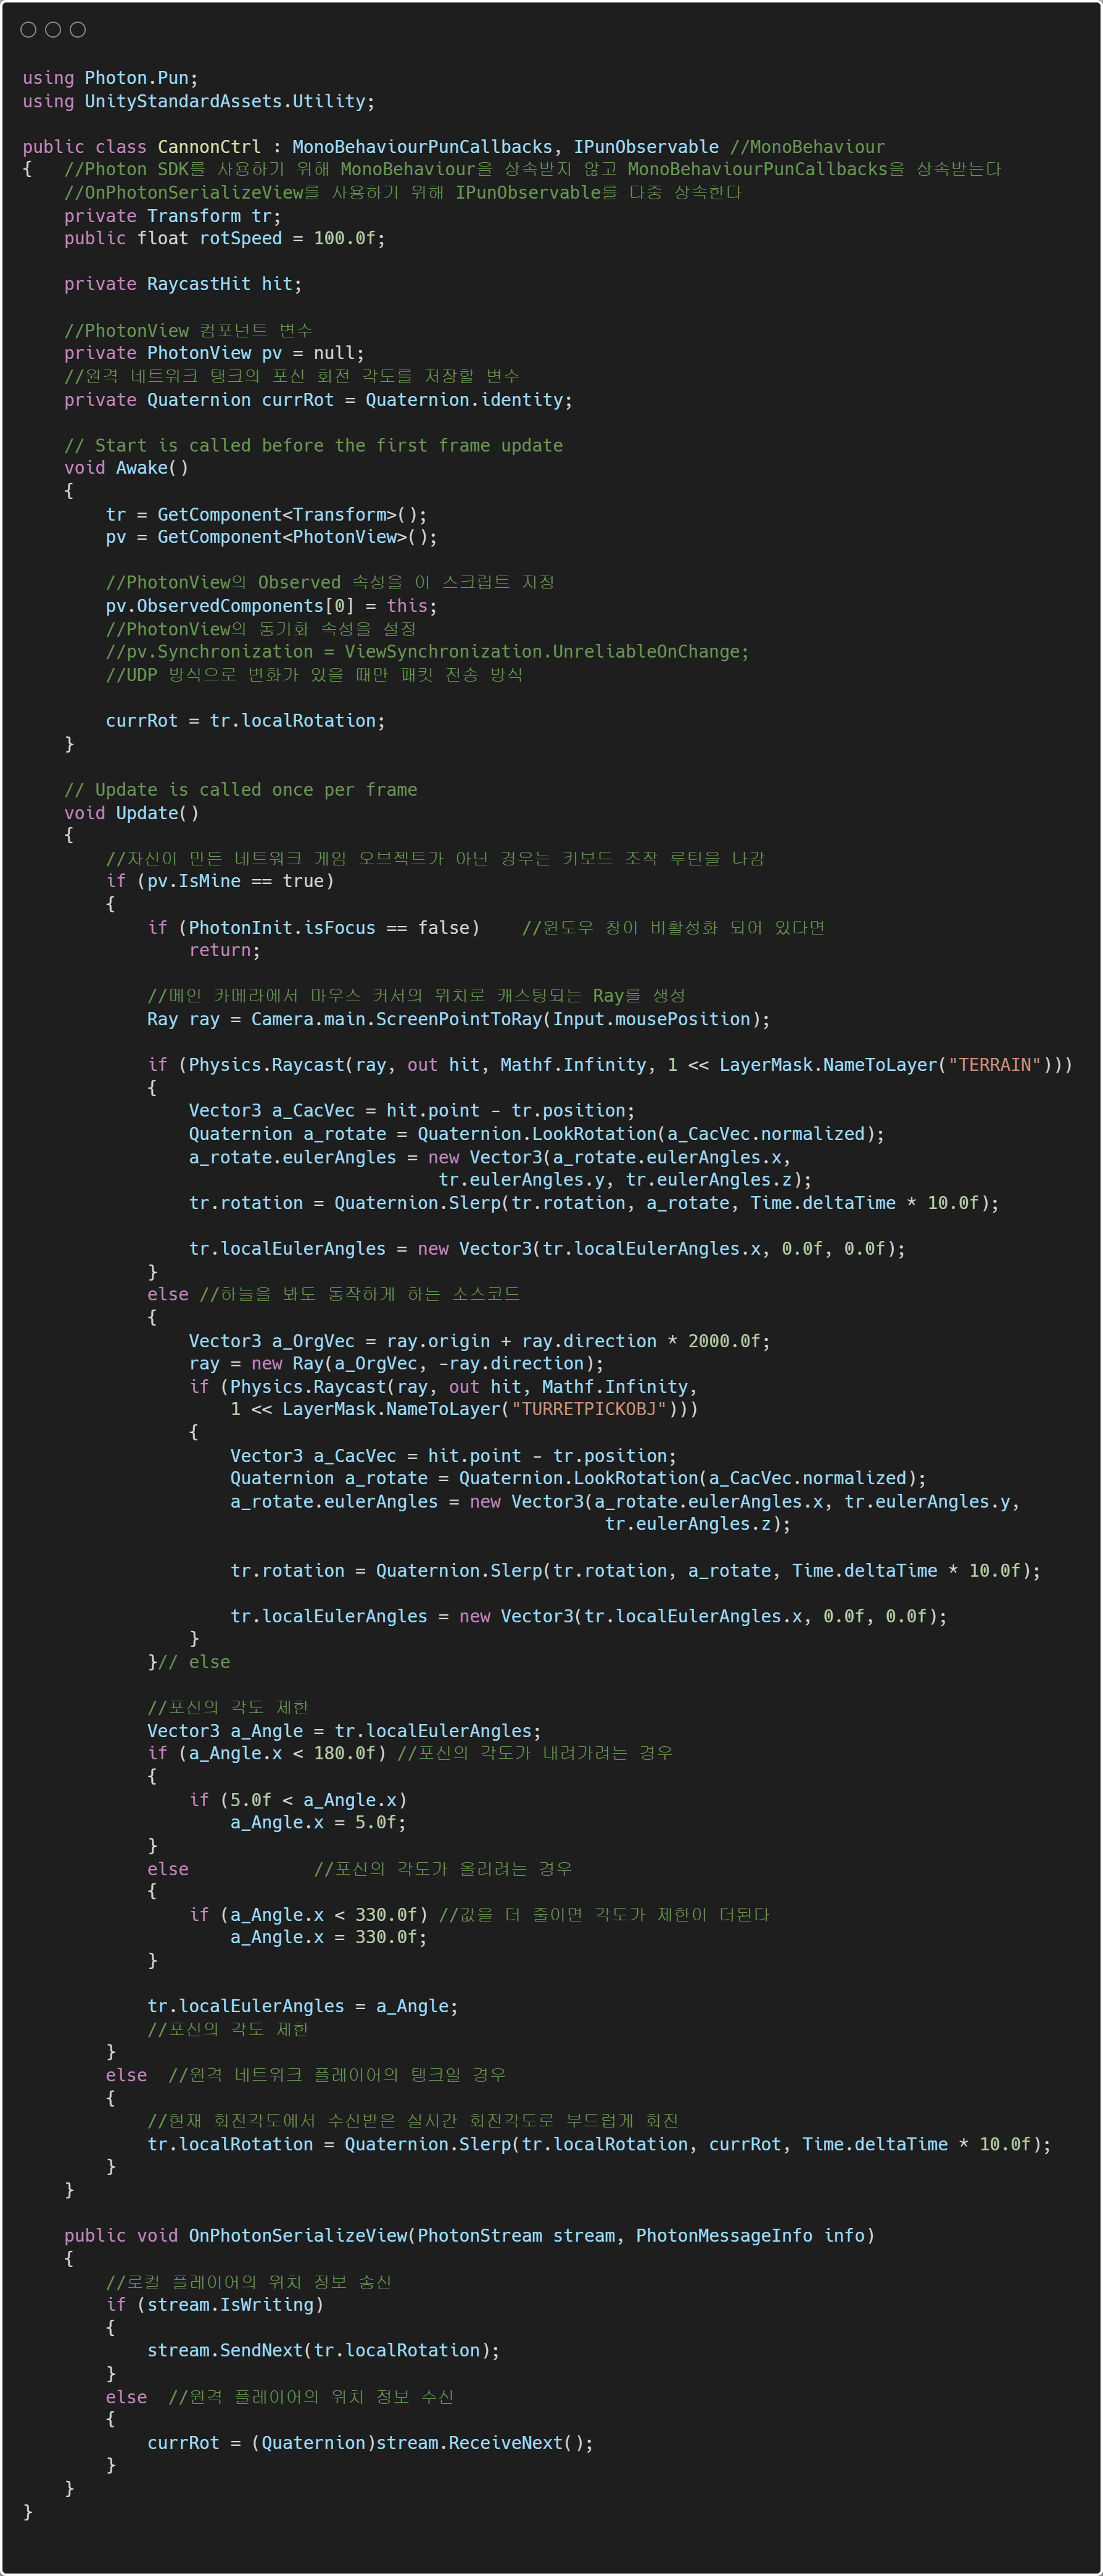 using Photon.Pun;
using UnityStandardAssets.Utility;

public class CannonCtrl : MonoBehaviourPunCallbacks, IPunObservable //MonoBehaviour
{   //Photon SDK를 사용하기 위해 MonoBehaviour을 상속받지 않고 MonoBehaviourPunCallbacks을 상속받는다
    //OnPhotonSerializeView를 사용하기 위해 IPunObservable를 다중 상속한다
    private Transform tr;
    public float rotSpeed = 100.0f;

    private RaycastHit hit;

    //PhotonView 컴포넌트 변수
    private PhotonView pv = null;
    //원격 네트워크 탱크의 포신 회전 각도를 저장할 변수
    private Quaternion currRot = Quaternion.identity;

    // Start is called before the first frame update
    void Awake()
    {
        tr = GetComponent<Transform>();
        pv = GetComponent<PhotonView>();

        //PhotonView의 Observed 속성을 이 스크립트 지정
        pv.ObservedComponents[0] = this;
        //PhotonView의 동기화 속성을 설정
        //pv.Synchronization = ViewSynchronization.UnreliableOnChange;
        //UDP 방식으로 변화가 있을 때만 패킷 전송 방식

        currRot = tr.localRotation;
    }

    // Update is called once per frame
    void Update()
    {
        //자신이 만든 네트워크 게임 오브젝트가 아닌 경우는 키보드 조작 루틴을 나감
        if (pv.IsMine == true)
        {
            if (PhotonInit.isFocus == false)    //윈도우 창이 비활성화 되어 있다면
                return;

            //메인 카메라에서 마우스 커서의 위치로 캐스팅되는 Ray를 생성
            Ray ray = Camera.main.ScreenPointToRay(Input.mousePosition);

            if (Physics.Raycast(ray, out hit, Mathf.Infinity, 1 << LayerMask.NameToLayer("TERRAIN")))
            {
                Vector3 a_CacVec = hit.point - tr.position;
                Quaternion a_rotate = Quaternion.LookRotation(a_CacVec.normalized);
                a_rotate.eulerAngles = new Vector3(a_rotate.eulerAngles.x,
                                        tr.eulerAngles.y, tr.eulerAngles.z);
                tr.rotation = Quaternion.Slerp(tr.rotation, a_rotate, Time.deltaTime * 10.0f);

                tr.localEulerAngles = new Vector3(tr.localEulerAngles.x, 0.0f, 0.0f);
            }
            else //하늘을 봐도 동작하게 하는 소스코드
            {
                Vector3 a_OrgVec = ray.origin + ray.direction * 2000.0f;
                ray = new Ray(a_OrgVec, -ray.direction);
                if (Physics.Raycast(ray, out hit, Mathf.Infinity,
                    1 << LayerMask.NameToLayer("TURRETPICKOBJ")))
                {
                    Vector3 a_CacVec = hit.point - tr.position;
                    Quaternion a_rotate = Quaternion.LookRotation(a_CacVec.normalized);
                    a_rotate.eulerAngles = new Vector3(a_rotate.eulerAngles.x, tr.eulerAngles.y,
                                                        tr.eulerAngles.z);

                    tr.rotation = Quaternion.Slerp(tr.rotation, a_rotate, Time.deltaTime * 10.0f);

                    tr.localEulerAngles = new Vector3(tr.localEulerAngles.x, 0.0f, 0.0f);
                }
            }// else

            //포신의 각도 제한
            Vector3 a_Angle = tr.localEulerAngles;
            if (a_Angle.x < 180.0f) //포신의 각도가 내려가려는 경우
            {
                if (5.0f < a_Angle.x)
                    a_Angle.x = 5.0f;
            }
            else            //포신의 각도가 올리려는 경우
            {
                if (a_Angle.x < 330.0f) //값을 더 줄이면 각도가 제한이 더된다
                    a_Angle.x = 330.0f;
            }

            tr.localEulerAngles = a_Angle;
            //포신의 각도 제한
        }
        else  //원격 네트워크 플레이어의 탱크일 경우
        {
            //현재 회전각도에서 수신받은 실시간 회전각도로 부드럽게 회전
            tr.localRotation = Quaternion.Slerp(tr.localRotation, currRot, Time.deltaTime * 10.0f);
        }
    }

    public void OnPhotonSerializeView(PhotonStream stream, PhotonMessageInfo info)
    {
        //로컬 플레이어의 위치 정보 송신
        if (stream.IsWriting)
        {
            stream.SendNext(tr.localRotation);
        }
        else  //원격 플레이어의 위치 정보 수신
        {
            currRot = (Quaternion)stream.ReceiveNext();
        }
    }
}